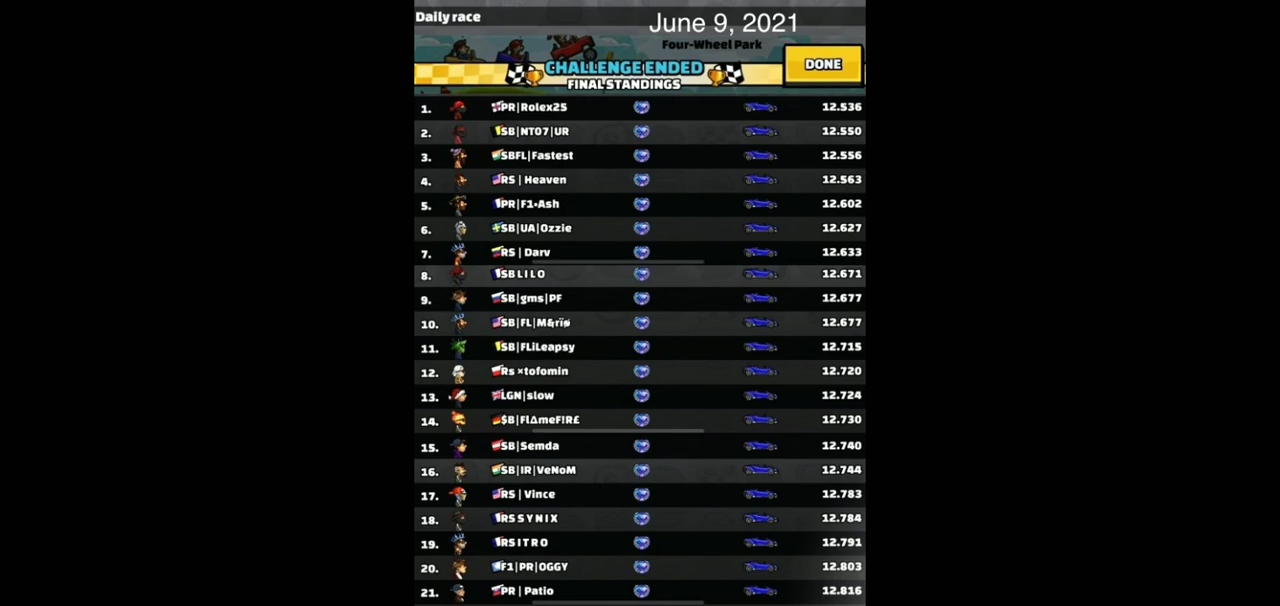 Daily race
June 9, 2021
Four-Wheel Park
CHALLENGE ENDED
DONE
FINAL STANDINGS
1. PR|Rolex25 12.536
2. SB|NT07|UR 12.550
3. SBFL|Fastest 12.556
4. RS | Heaven 12.563
5. PR|F1•Ash 12.602
6. SB|UA|Ozzie 12.627
7. RS | Darv 12.633
8. SB L I L O 12.671
9. SB|gms|PF 12.677
10. SB|FL|M&rïø 12.677
11. SB|FLiLeapsy 12.715
12. Rs ×tofomin 12.720
13. LGN|slow 12.724
14. $B|FlΔmeF!R£ 12.730
15. SB|Semda 12.740
16. SB|IR|VeNoM 12.744
17. RS | Vince 12.783
18. RS S Y N I X 12.784
19. RS I T R O 12.791
20. F1|PR|OGGY 12.803
21. PR | Patio 12.816